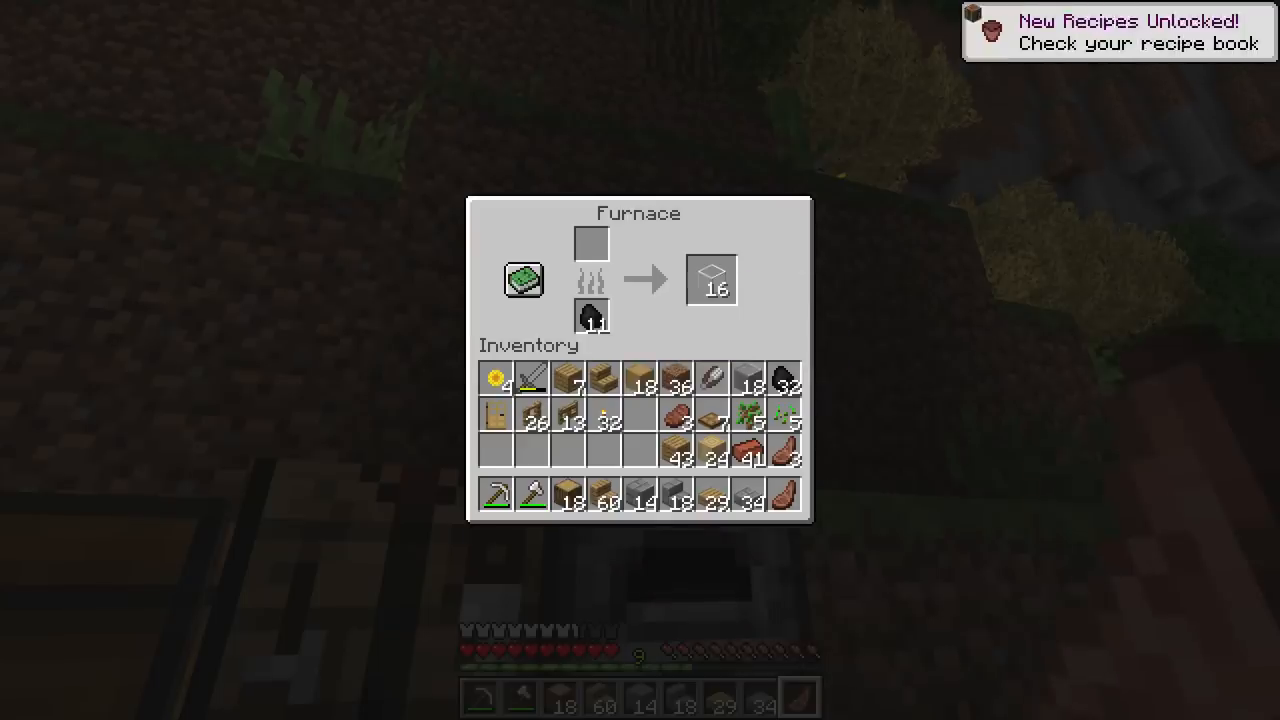 New Recipes Unlocked!
Check your recipe book
Furnace
16
11
Inventory
4 7 18 36 18 32
26 13 32 3 7 5 5
43 24 41 3
18 60 14 18 29 34
9
18 60 14 18 29 34